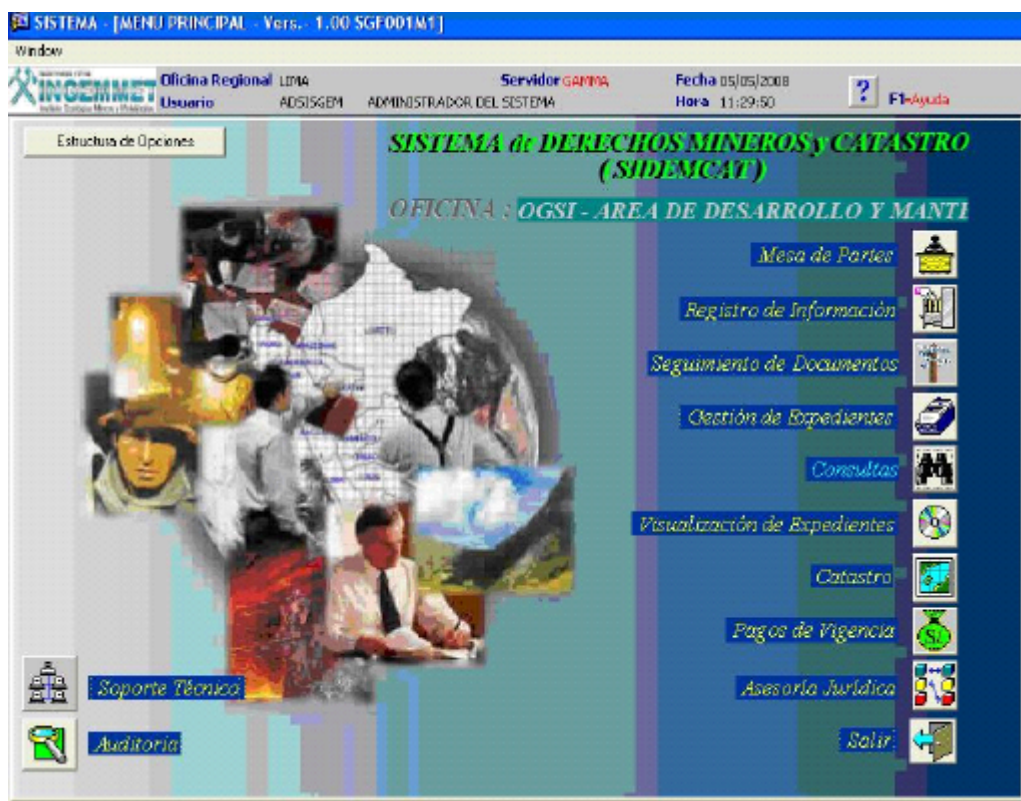 SISTEMA - [MENU PRINCIPAL - Vers.- 1.00 SGF001M1]
Window
INGEMMET
Oficina Regional LIMA Servidor GAMMA Fecha 05/05/2008
Usuario ADSISGEM ADMINISTRADOR DEL SISTEMA Hora 11:29:50 ? F1=Ayuda
Estructura de Opciones
SISTEMA de DERECHOS MINEROS y CATASTRO
( SIDEMCAT )
OFICINA : OGSI - AREA DE DESARROLLO Y MANTE
Mesa de Partes
Registro de Información
Seguimiento de Documentos
Gestión de Expedientes
Consultas
Visualización de Expedientes
Catastro
Pagos de Vigencia
S/.
Asesoría Jurídica
Soporte Técnico
Auditoria
Salir
LORETO